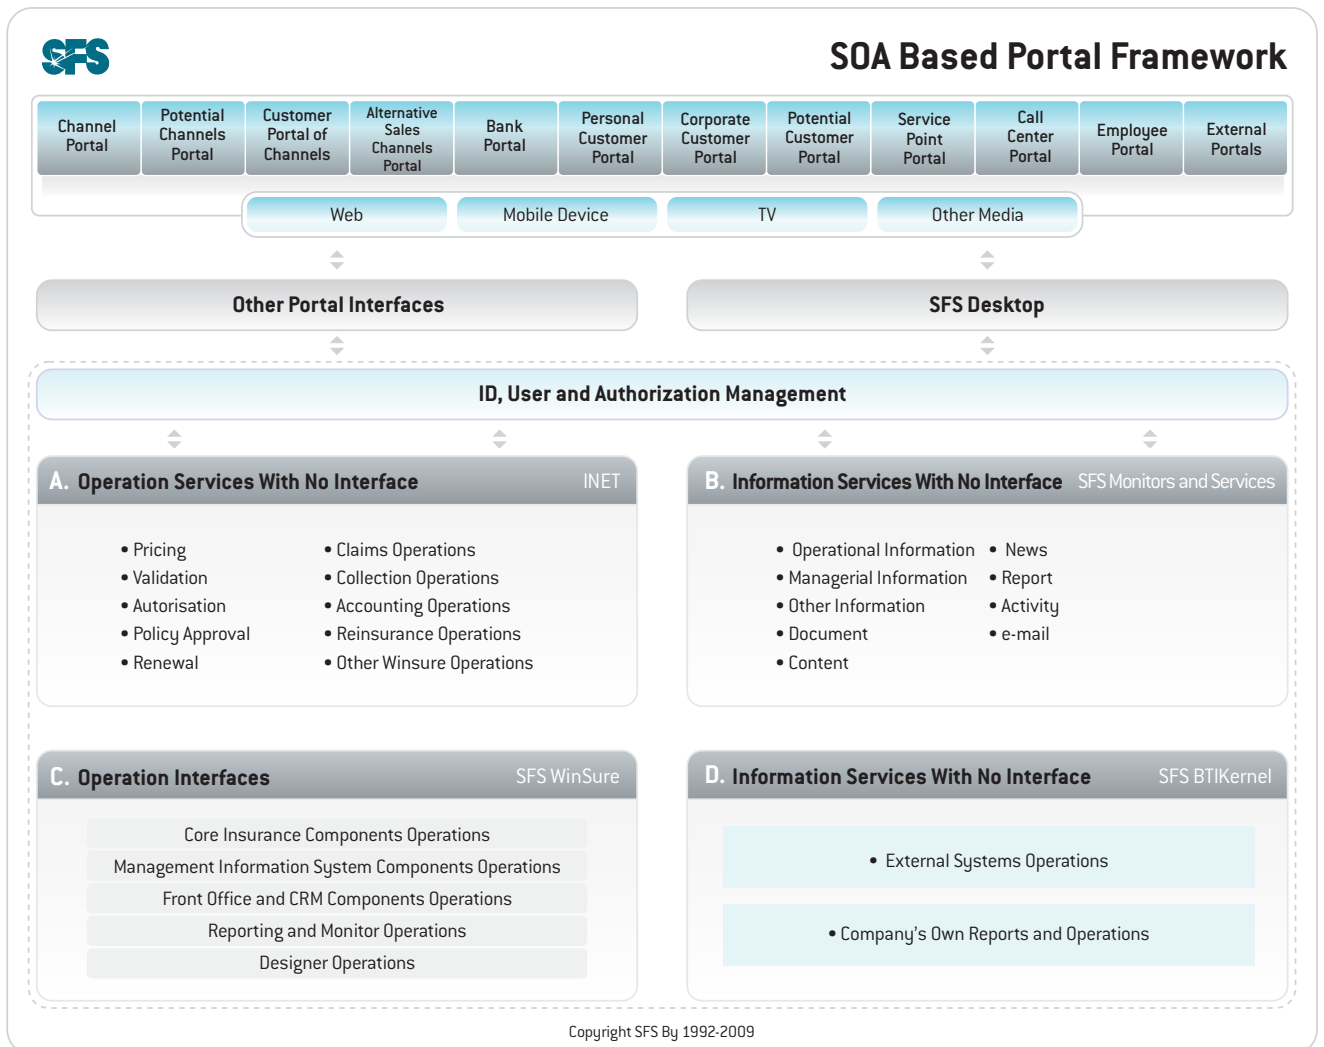 SFS
SOA Based Portal Framework
Channel
Portal
Potential
Channels
Portal
Customer
Portal of
Channels
Alternative
Sales
Channels
Portal
Bank
Portal
Personal
Customer
Portal
Corporate
Customer
Portal
Potential
Customer
Portal
Service
Point
Portal
Call
Center
Portal
Employee
Portal
External
Portals
Web
Mobile Device
TV
Other Media
Other Portal Interfaces
SFS Desktop
ID, User and Authorization Management
A. Operation Services With No Interface INET
• Pricing
• Validation
• Autorisation
• Policy Approval
• Renewal
• Claims Operations
• Collection Operations
• Accounting Operations
• Reinsurance Operations
• Other Winsure Operations
B. Information Services With No Interface SFS Monitors and Services
• Operational Information
• Managerial Information
• Other Information
• Document
• Content
• News
• Report
• Activity
• e-mail
C. Operation Interfaces SFS WinSure
Core Insurance Components Operations
Management Information System Components Operations
Front Office and CRM Components Operations
Reporting and Monitor Operations
Designer Operations
D. Information Services With No Interface SFS BTIKernel
• External Systems Operations
• Company's Own Reports and Operations
Copyright SFS By 1992-2009